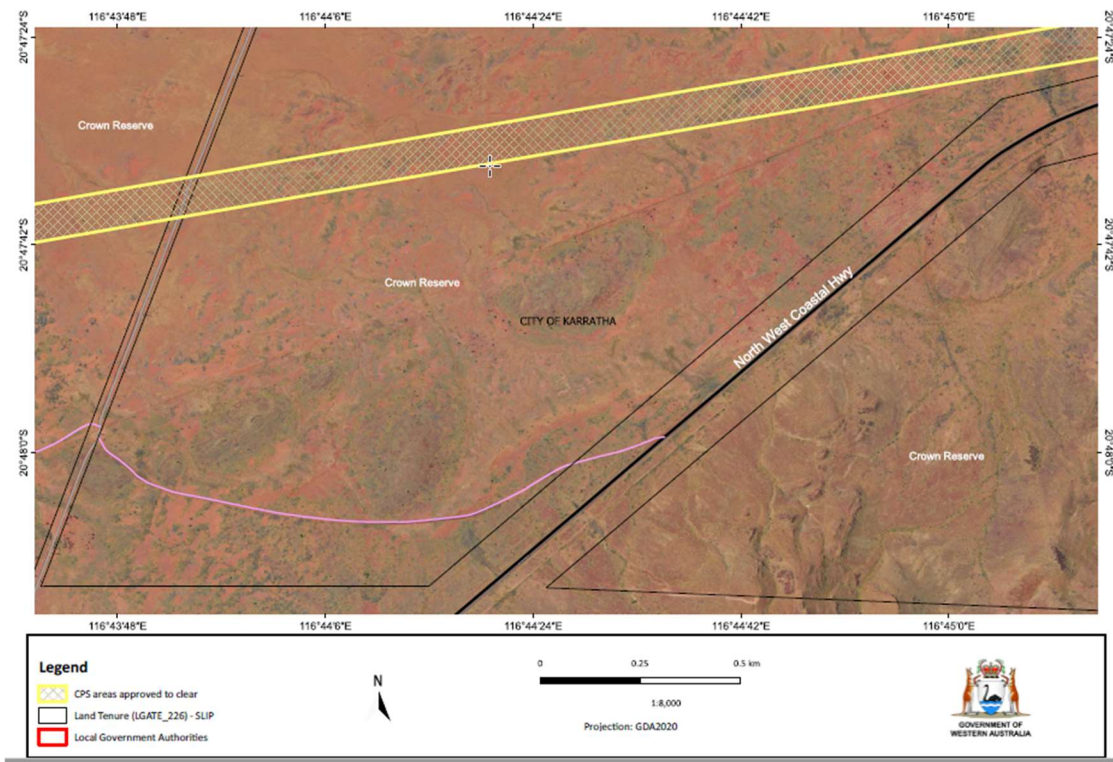 116°43'48"E 116°44'6"E 116°44'24"E 116°44'42"E 116°45'0"E
20°47'24"S
20°47'24"S
Crown Reserve
20°47'42"S
20°47'42"S
Crown Reserve
North West Coastal Hwy
CITY OF KARRATHA
20°48'0"S
Crown Reserve
20°48'0"S
116°43'48"E 116°44'6"E 116°44'24"E 116°44'42"E 116°45'0"E
Legend
CPS areas approved to clear
Land Tenure (LGATE_226) - SLIP
Local Government Authorities
N
0 0.25 0.5 km
1:8,000
Projection: GDA2020
GOVERNMENT OF
WESTERN AUSTRALIA